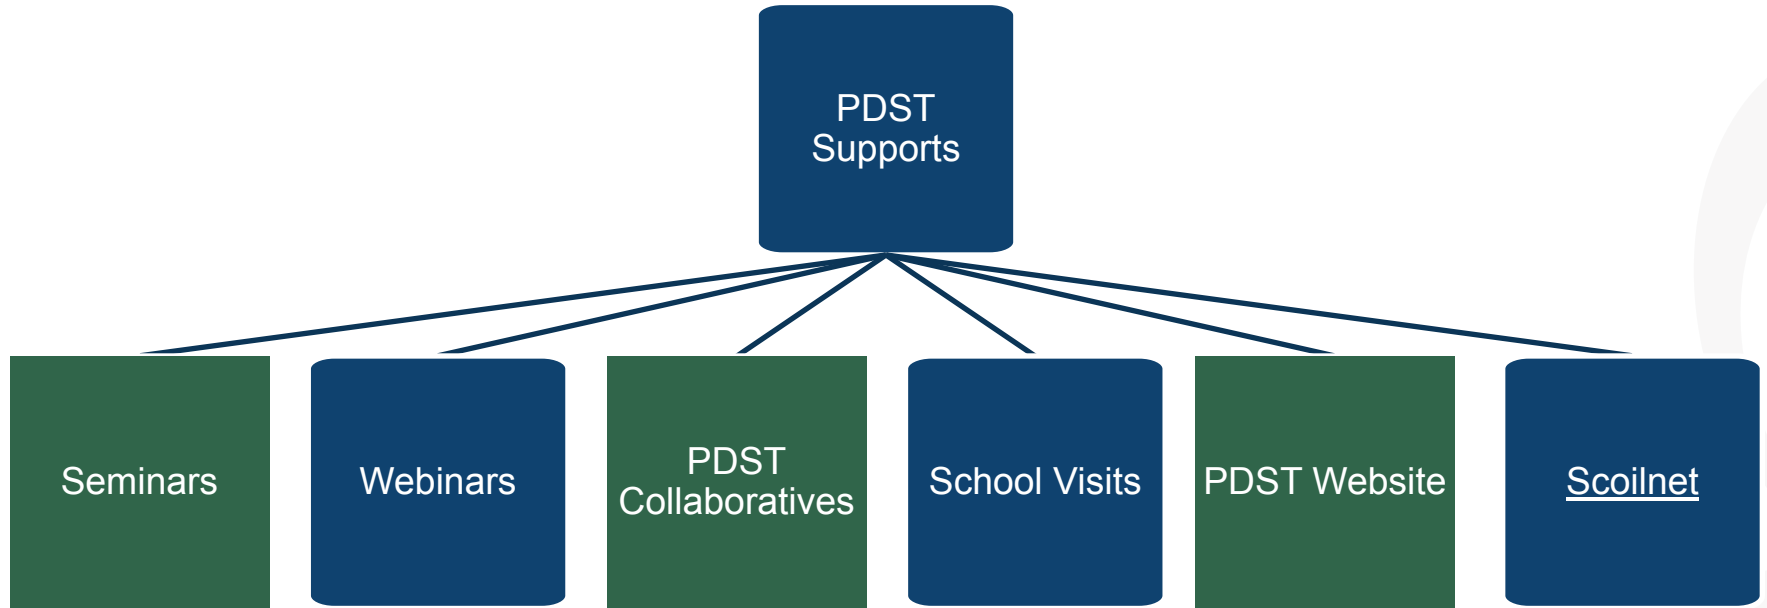 PDST
Supports
Seminars
Webinars
PDST
Collaboratives
School Visits
PDST Website
Scoilnet